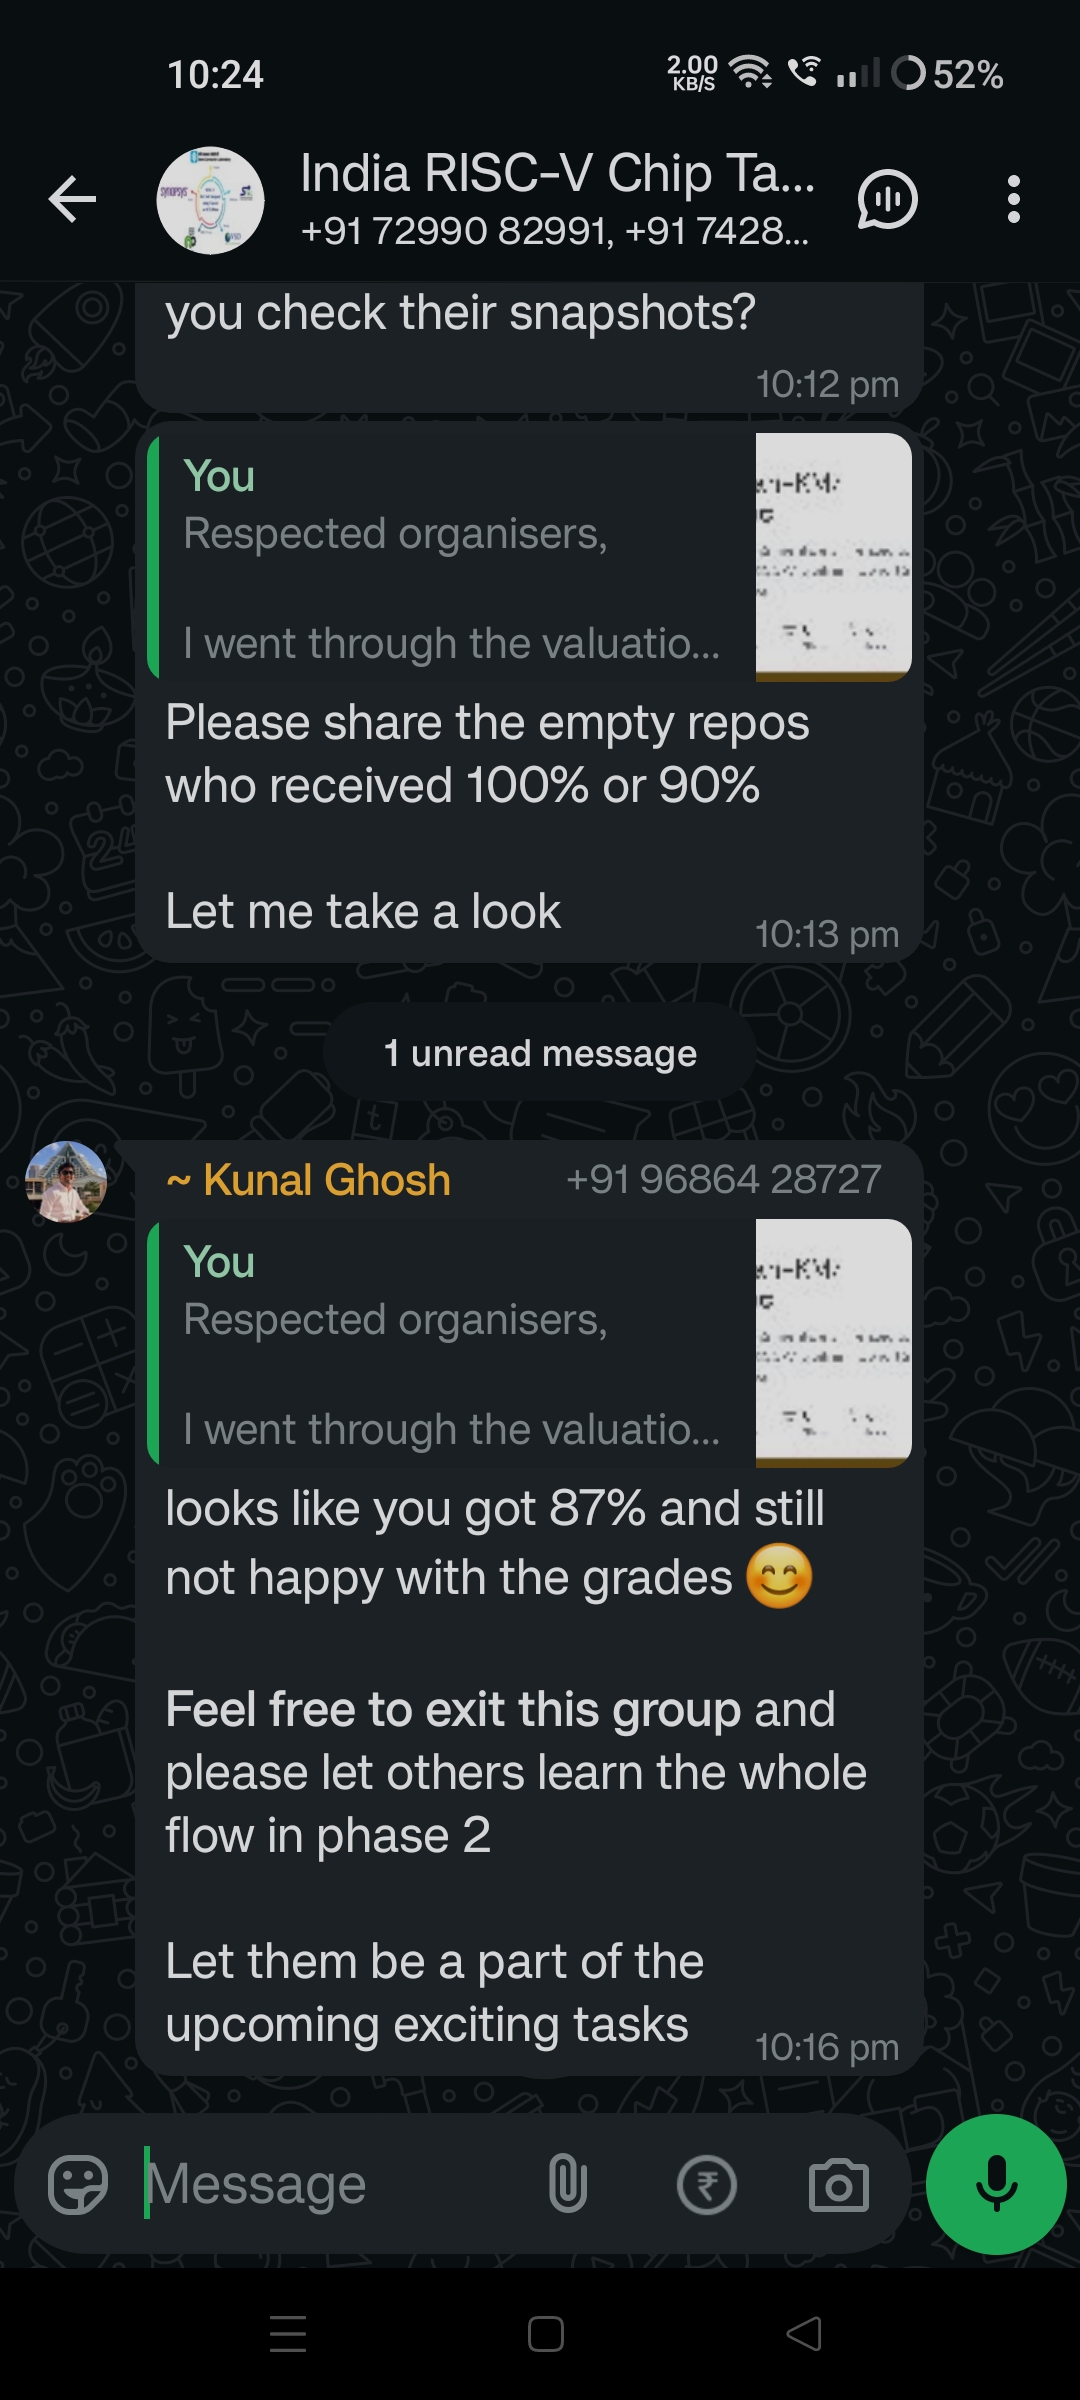 10:24
2.00
KB/S
52%
India RISC-V Chip Ta...
+91 72990 82991, +91 7428...
you check their snapshots?
10:12 pm
You
Respected organisers,
I went through the valuatio...
Please share the empty repos
who received 100% or 90%
Let me take a look
10:13 pm
1 unread message
~ Kunal Ghosh
+91 96864 28727
You
Respected organisers,
I went through the valuatio...
looks like you got 87% and still
not happy with the grades 😊
Feel free to exit this group and
please let others learn the whole
flow in phase 2
Let them be a part of the
upcoming exciting tasks
10:16 pm
Message